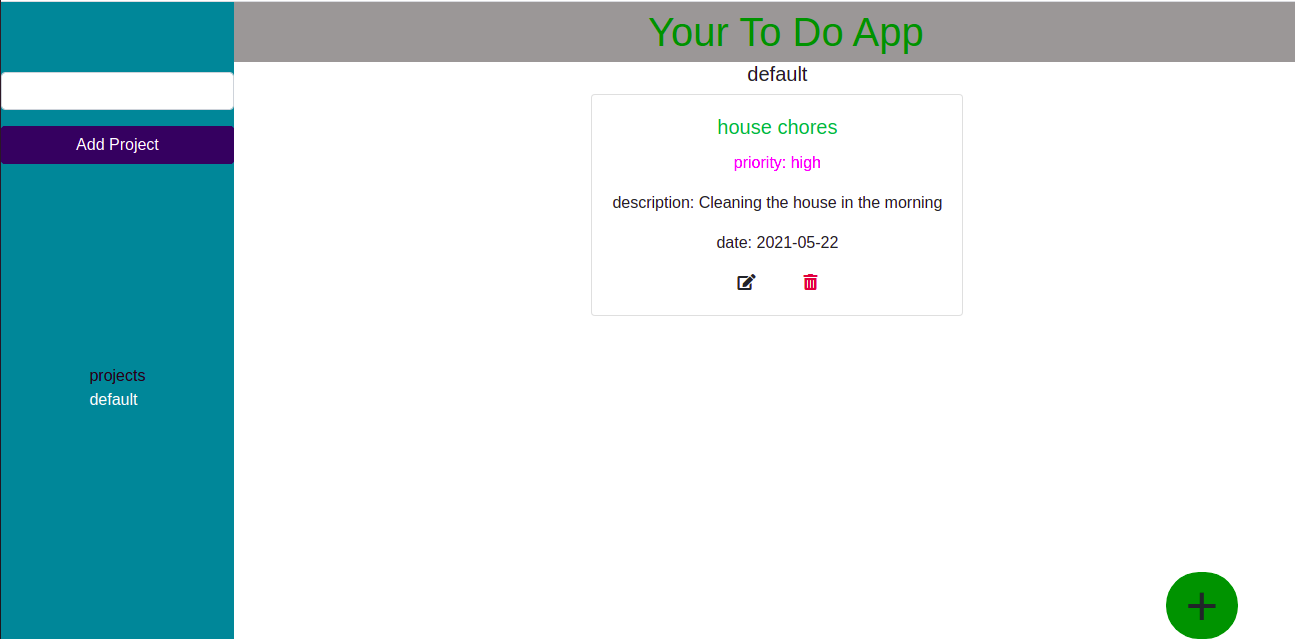 Your To Do App
default
Add Project
house chores
priority: high
description: Cleaning the house in the morning
date: 2021-05-22
projects
default